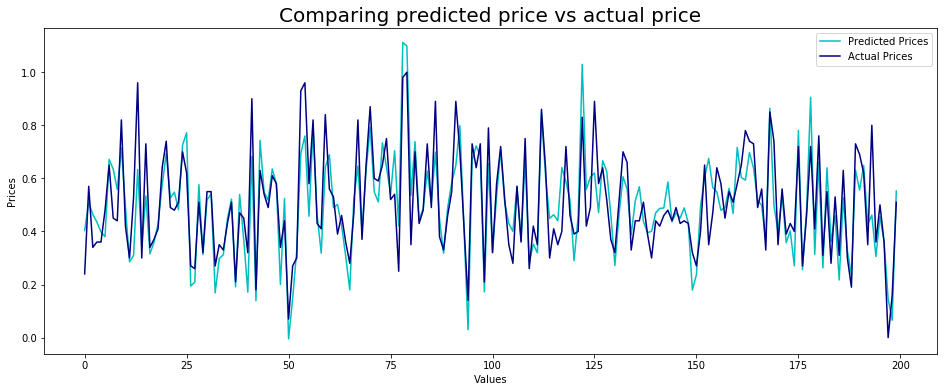 Comparing predicted price vs actual price
Predicted Prices
Actual Prices
Prices
1.0
0.8
0.6
0.4
0.2
0.0
0 25 50 75 100 125 150 175 200
Values